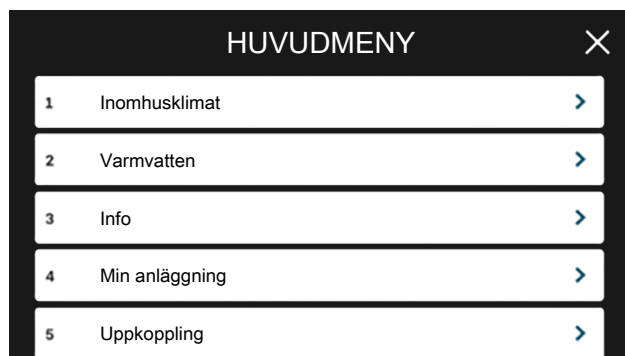 HUVUDMENY
1 Inomhusklimat
2 Varmvatten
3 Info
4 Min anläggning
5 Uppkoppling